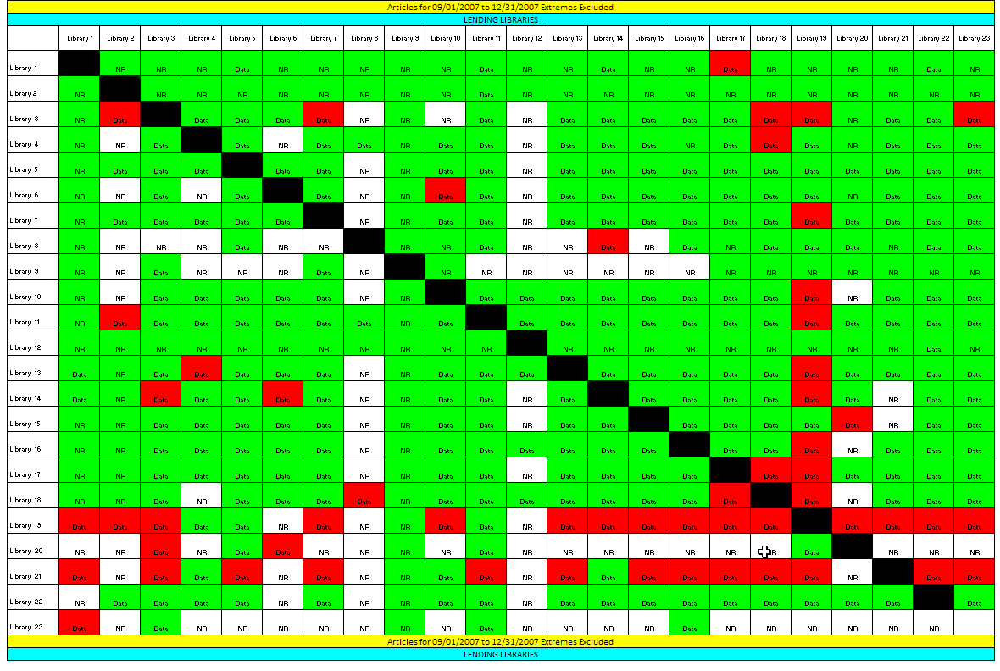 Articles for 09/01/2007 to 12/31/2007 Extremes Excluded
LENDING LIBRARIES
Library 1 Library 2 Library 3 Library 4 Library 5 Library 6 Library 7 Library 8 Library 9 Library 10 Library 11 Library 12 Library 13 Library 14 Library 15 Library 16 Library 17 Library 18 Library 19 Library 20 Library 21 Library 22 Library 23
Library 1 NR NR NR Data NR NR NR NR NR Data NR NR Data NR NR Data NR NR NR NR Data NR
Library 2 NR NR NR NR NR NR NR NR NR Data NR NR NR NR NR NR NR NR NR NR NR NR
Library 3 NR Data Data Data Data Data NR NR NR Data NR Data Data Data Data Data Data Data NR Data Data Data
Library 4 NR NR Data Data NR Data Data NR Data Data NR Data Data Data NR Data Data Data NR Data Data Data
Library 5 NR Data Data Data Data Data NR NR Data Data NR Data Data Data Data Data Data Data Data Data Data Data
Library 6 NR NR Data NR Data Data NR NR Data Data NR Data Data Data Data Data Data Data NR Data Data Data
Library 7 NR Data Data Data Data Data NR NR Data Data NR Data Data Data Data Data Data Data Data Data Data Data
Library 8 NR NR NR NR Data NR NR NR NR Data NR NR Data NR Data NR Data Data NR NR Data Data
Library 9 NR NR Data NR NR NR Data NR NR NR NR NR NR NR NR NR NR NR NR NR NR NR
Library 10 NR NR Data Data Data Data Data NR NR Data Data Data Data Data Data Data Data Data NR Data Data Data
Library 11 NR Data Data Data Data Data Data Data NR Data Data Data Data Data Data Data Data Data Data Data Data Data
Library 12 NR NR NR NR NR NR NR NR NR NR NR NR NR NR NR NR NR NR NR NR NR NR
Library 13 Data NR Data Data Data Data Data NR NR Data Data Data Data Data Data Data Data Data Data Data Data Data
Library 14 Data NR Data Data Data Data Data NR NR Data Data NR Data Data Data Data Data Data Data NR Data Data
Library 15 NR NR Data Data Data Data Data NR NR Data Data NR Data Data Data Data Data Data Data NR Data Data
Library 16 NR NR Data Data Data Data Data NR NR Data Data Data Data Data Data Data Data Data NR Data Data Data
Library 17 NR NR Data Data Data Data Data NR NR Data Data NR Data Data Data Data Data Data Data Data Data Data
Library 18 NR NR Data NR Data Data Data Data NR Data Data Data Data Data Data Data Data Data NR Data Data Data
Library 19 Data Data Data Data Data NR Data NR NR Data Data NR Data Data Data Data Data Data Data Data Data Data
Library 20 NR NR Data NR NR Data NR NR NR NR Data NR NR NR NR NR NR NR Data NR NR NR
Library 21 Data NR Data Data Data NR Data NR NR NR Data NR Data Data Data Data Data Data Data NR Data Data
Library 22 NR Data Data Data Data NR Data NR NR Data Data NR Data Data Data Data Data Data Data Data Data Data
Library 23 Data NR Data NR NR NR NR NR NR NR Data NR NR NR NR Data NR NR NR NR NR NR
Articles for 09/01/2007 to 12/31/2007 Extremes Excluded
LENDING LIBRARIES